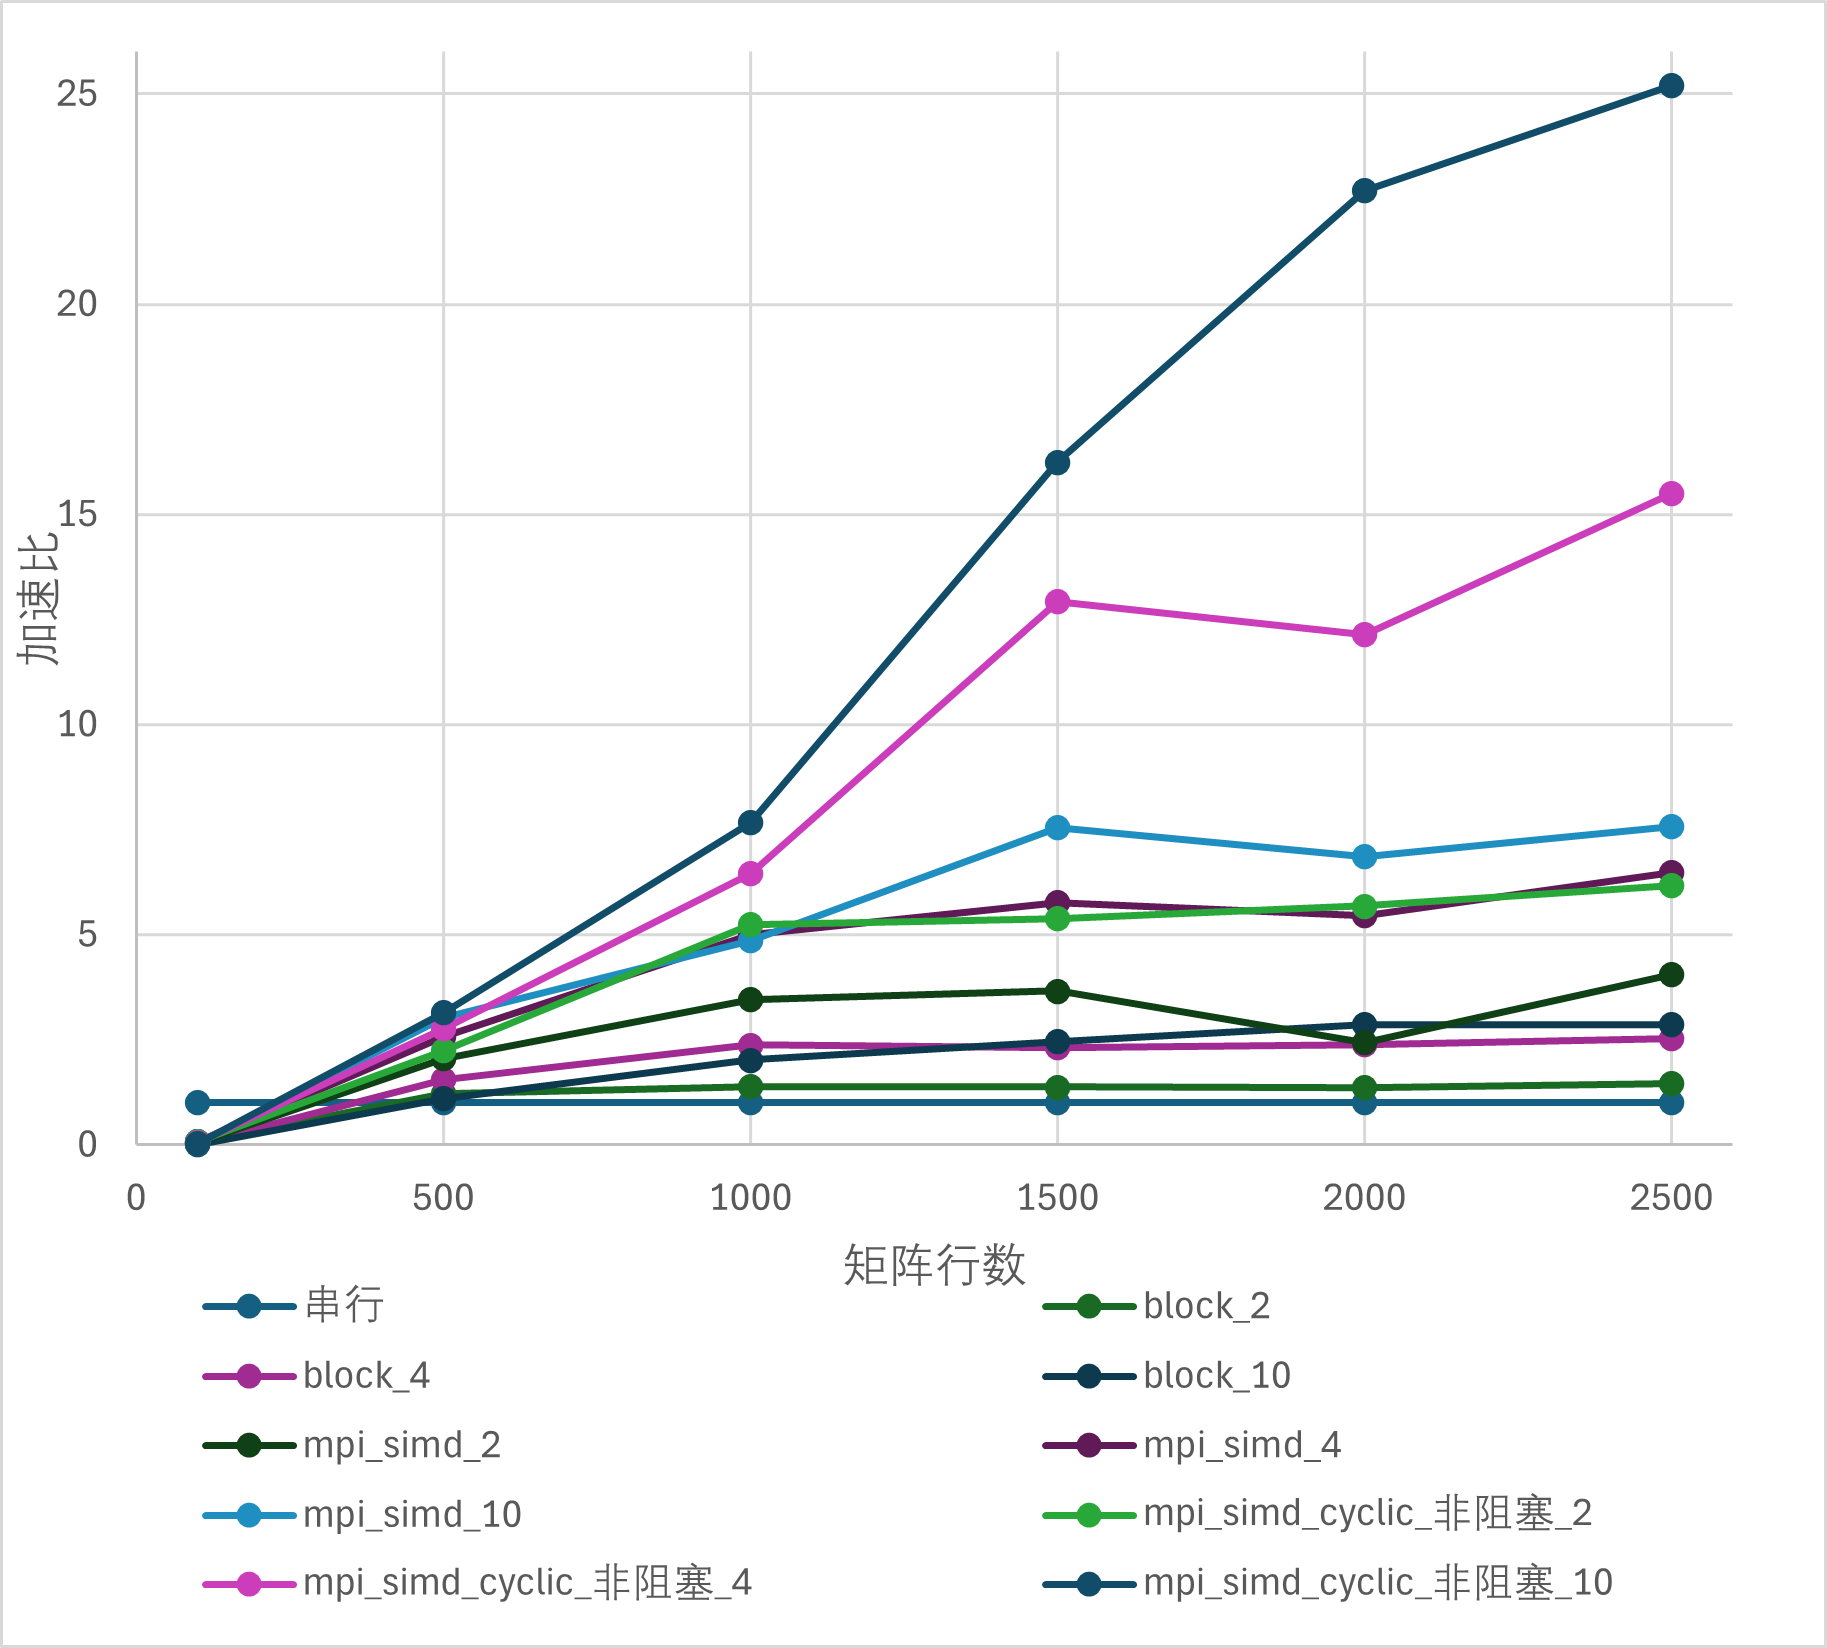 25
20
15
10
5
0
加速比
0 500 1000 1500 2000 2500
矩阵行数
串行 block_2
block_4 block_10
mpi_simd_2 mpi_simd_4
mpi_simd_10 mpi_simd_cyclic_非阻塞_2
mpi_simd_cyclic_非阻塞_4 mpi_simd_cyclic_非阻塞_10